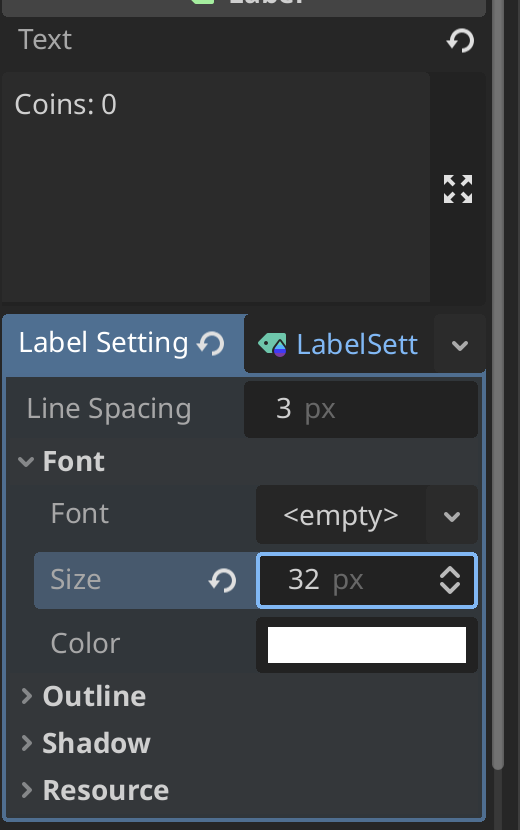 Label
Text
Coins: 0
Label Setting LabelSett
Line Spacing 3 px
Font
Font <empty>
Size 32 px
Color
Outline
Shadow
Resource